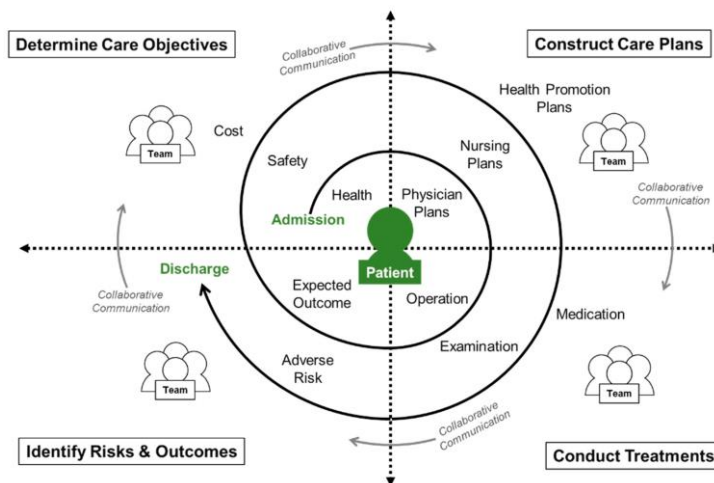 Determine Care Objectives
Collaborative
Communication
Construct Care Plans
Health Promotion
Plans
Cost
Team
Nursing
Plans
Team
Safety
Health
Physician
Plans
Collaborative
Communication
Admission
Discharge
Patient
Collaborative
Communication
Expected
Outcome
Operation
Medication
Examination
Adverse
Risk
Team
Team
Collaborative
Communication
Identify Risks & Outcomes
Conduct Treatments